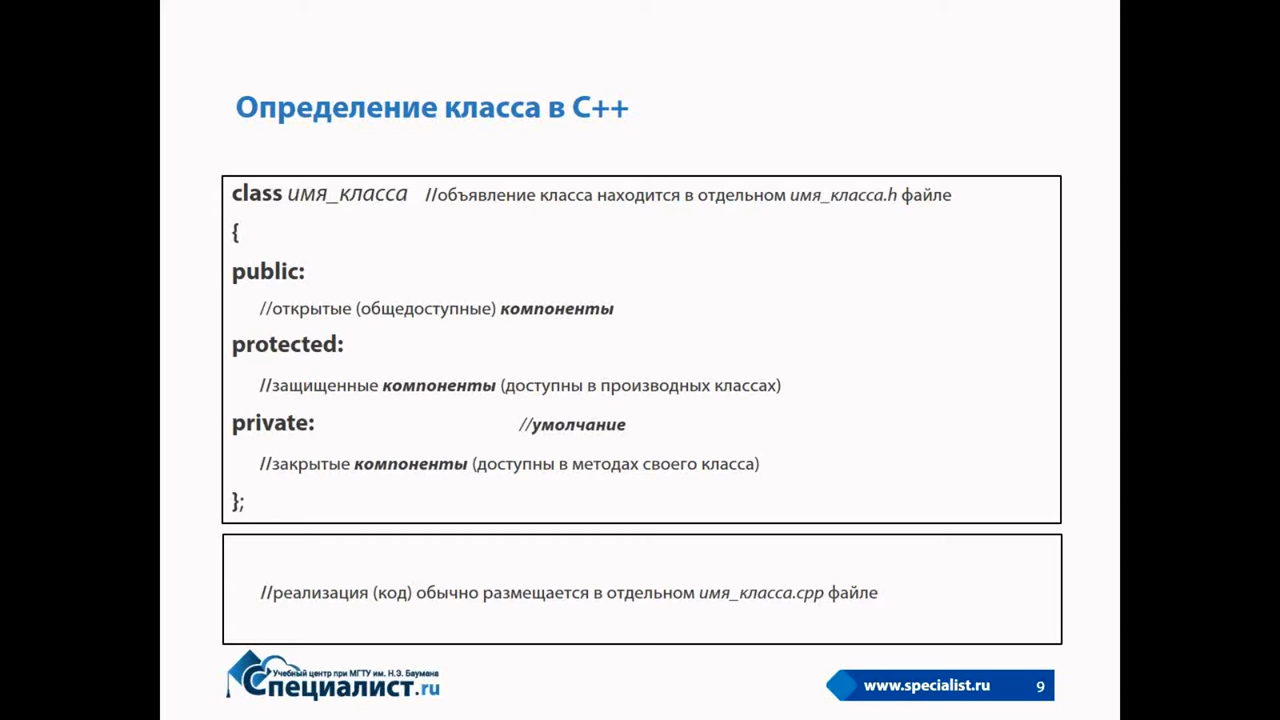 Определение класса в C++
class имя_класса //объявление класса находится в отдельном имя_класса.h файле
{
public:
//открытые (общедоступные) компоненты
protected:
//защищенные компоненты (доступны в производных классах)
private: //умолчание
//закрытые компоненты (доступны в методах своего класса)
};
//реализация (код) обычно размещается в отдельном имя_класса.cpp файле
Учебный центр при МГТУ им. Н.Э. Баумана
Специалист.ru
www.specialist.ru 9